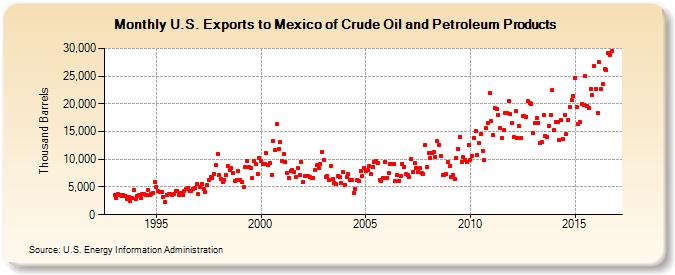 Monthly U.S. Exports to Mexico of Crude Oil and Petroleum Products
Thousand Barrels
30,000
25,000
20,000
15,000
10,000
5,000
0
1995 2000 2005 2010 2015
Source: U.S. Energy Information Administration